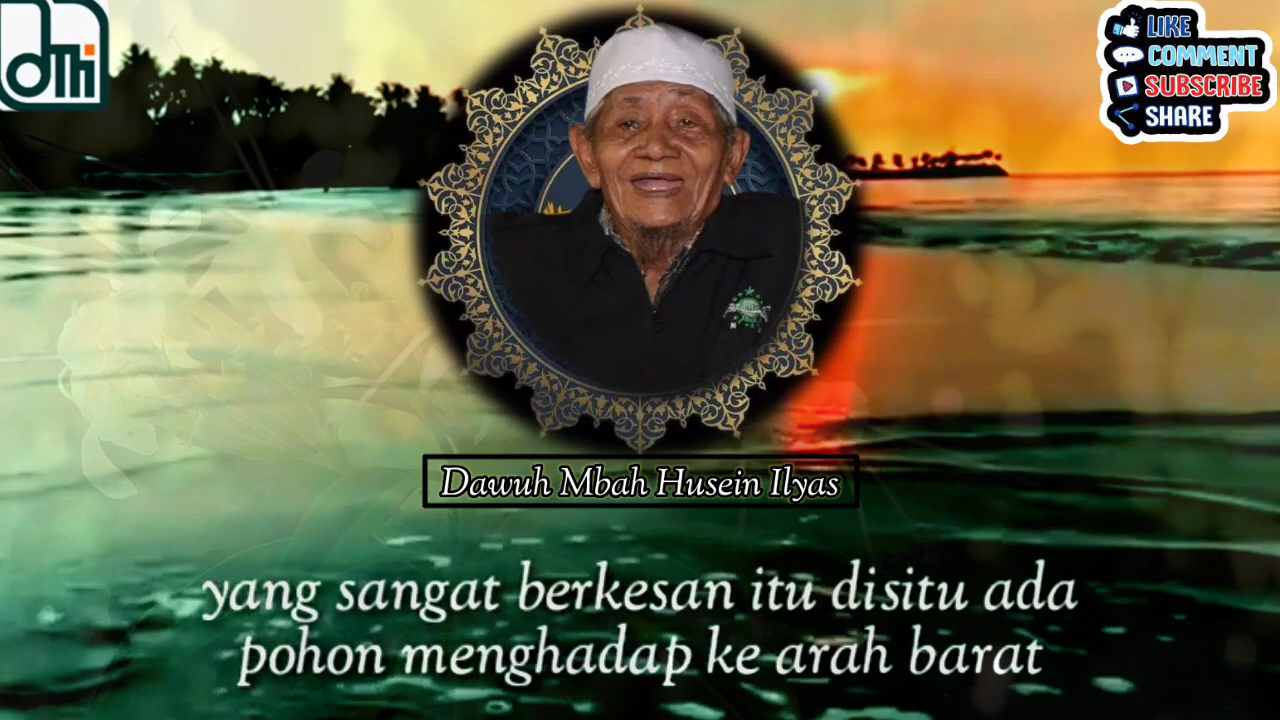 dmi
LIKE
COMMENT
SUBSCRIBE
SHARE
Dawuh Mbah Husein Ilyas
yang sangat berkesan itu disitu ada
pohon menghadap ke arah barat